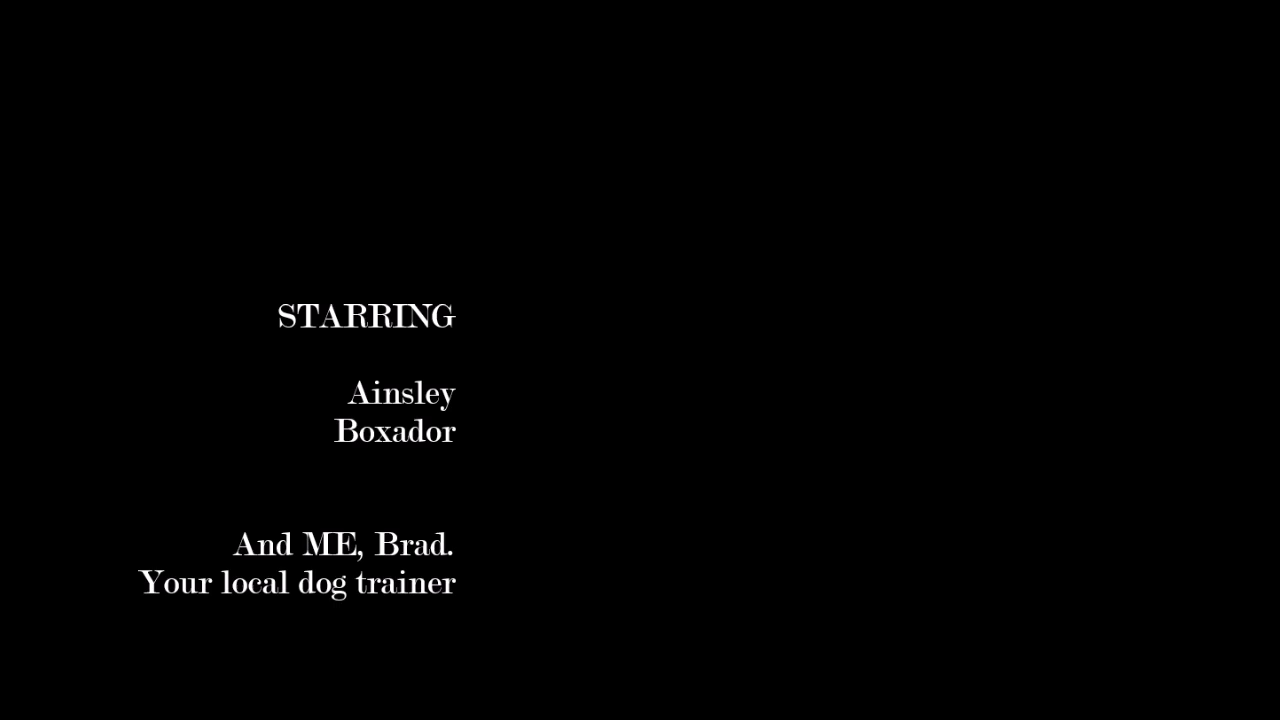 STARRING
Ainsley
Boxador
And ME, Brad.
Your local dog trainer